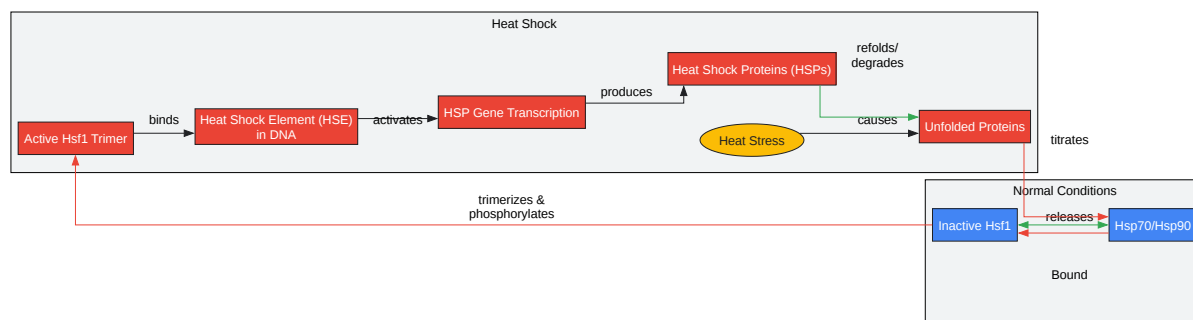 Heat Shock
refolds/
degrades
Heat Shock Proteins (HSPs)
produces
HSP Gene Transcription
Heat Shock Element (HSE)
in DNA
activates
binds
Active Hsf1 Trimer
causes
Heat Stress
Unfolded Proteins
titrates
Normal Conditions
trimerizes &
phosphorylates
Inactive Hsf1
releases
Hsp70/Hsp90
Bound